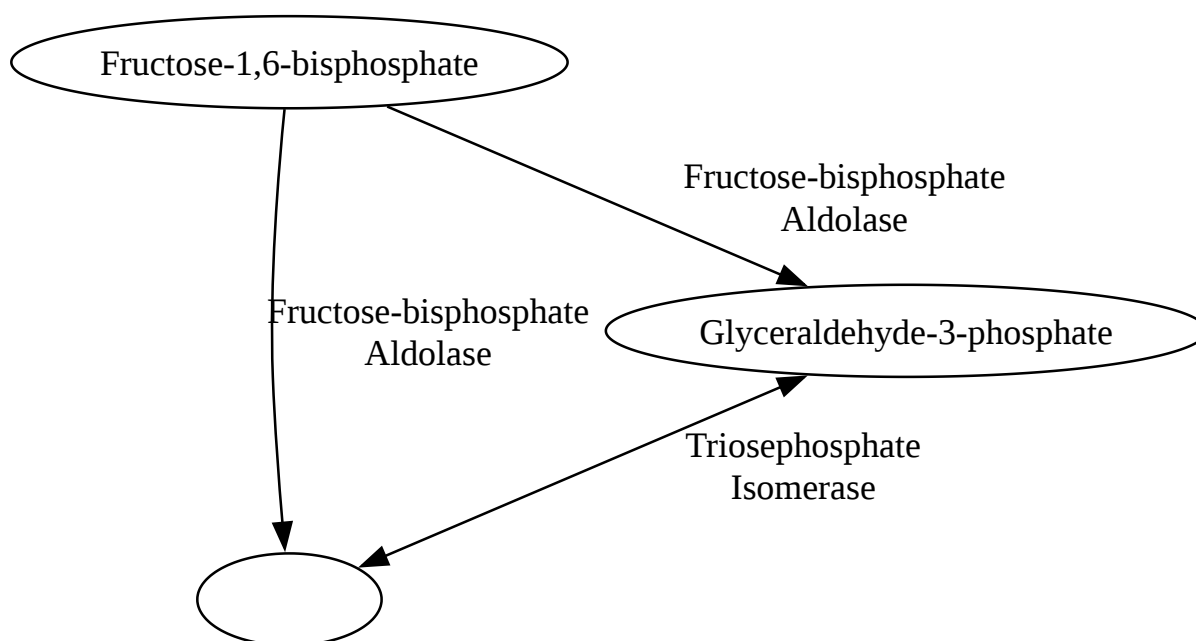 Fructose-1,6-bisphosphate
Fructose-bisphosphate
Aldolase
Fructose-bisphosphate
Aldolase
Glyceraldehyde-3-phosphate
Triosephosphate
Isomerase